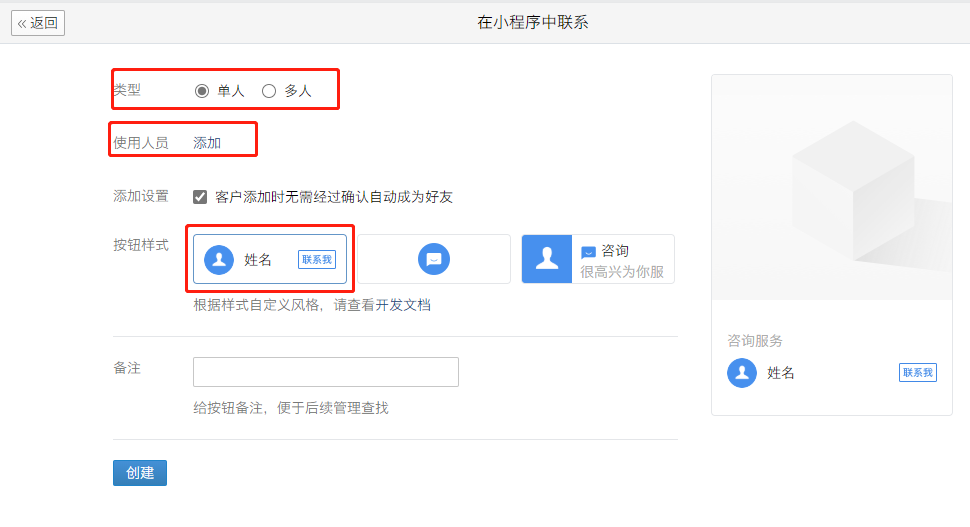 返回
在小程序中联系
类型 单人 多人
使用人员 添加
添加设置 客户添加时无需经过确认自动成为好友
按钮样式 姓名 联系我 咨询
很高兴为你服
根据样式自定义风格，请查看开发文档
备注
给按钮备注，便于后续管理查找
创建
咨询服务
姓名 联系我